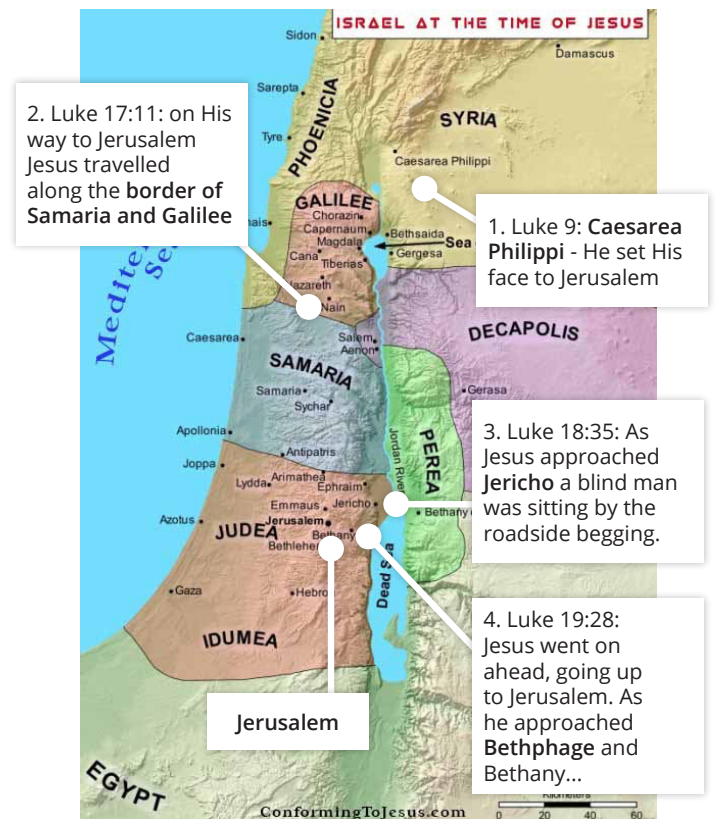 ISRAEL AT THE TIME OF JESUS
Sidon
Damascus
Sarepta
PHOENICIA
SYRIA
Tyre
Caesarea Philippi
2. Luke 17:11: on His
way to Jerusalem
Jesus travelled
along the border of
Samaria and Galilee
1. Luke 9: Caesarea
Philippi - He set His
face to Jerusalem
GALILEE
Chorazin
Capernaum
Magdala
Bethsaida
Sea
Gergesa
Cana
Tiberias
Nain
DECAPOLIS
Caesarea
Salem
Aenon
SAMARIA
Samaria
Sychar
Gerasa
PEREA
Jordan River
Apollonia
Antipatris
Joppa
Lydda
Arimathea
Ephraim
Emmaus
Jericho
Bethany
Azotus
Jerusalem
JUDEA
Bethany
3. Luke 18:35: As
Jesus approached
Jericho a blind man
was sitting by the
roadside begging.
Dead Sea
Gaza
IDUMEA
4. Luke 19:28:
Jesus went on
ahead, going up
to Jerusalem. As
he approached
Bethphage and
Bethany...
Jerusalem
EGYPT
ConformingToJesus.com
Kilometers
0 20 40 60